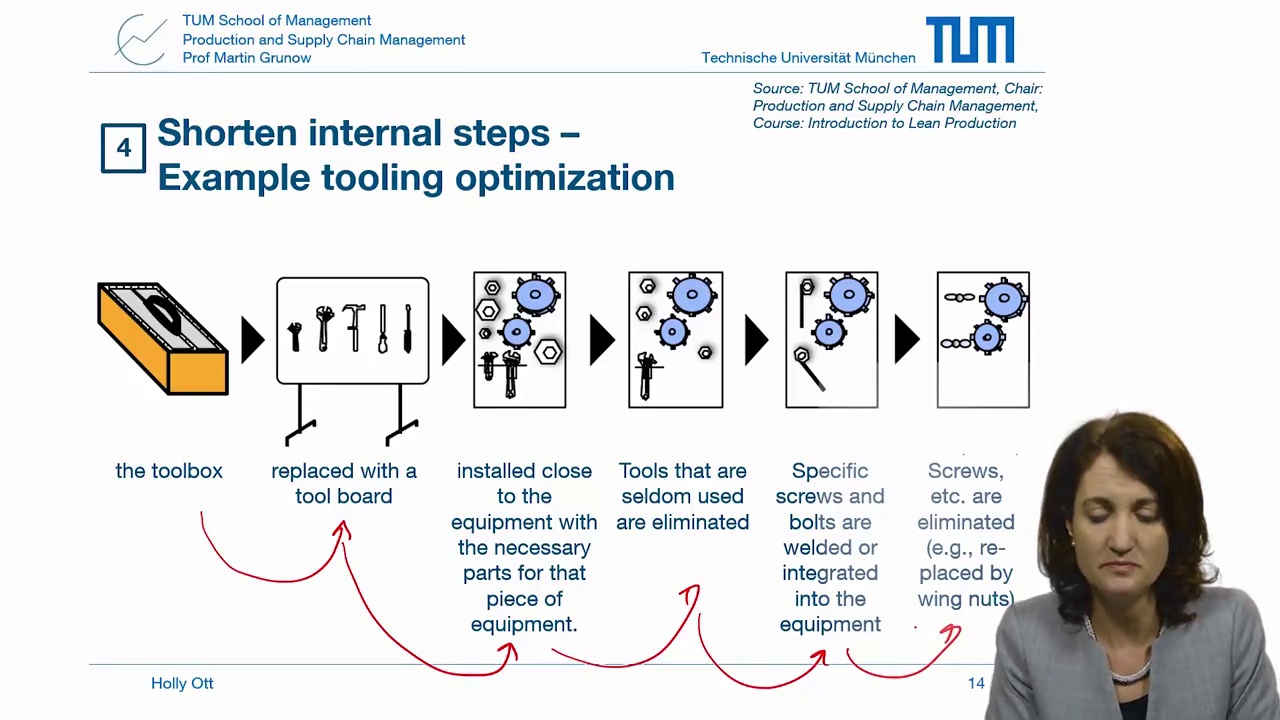 TUM School of Management
Production and Supply Chain Management
Prof Martin Grunow
Technische Universität München
TUM
Source: TUM School of Management, Chair:
Production and Supply Chain Management,
Course: Introduction to Lean Production
4
Shorten internal steps –
Example tooling optimization
the toolbox
replaced with a
tool board
installed close
to the
equipment with
the necessary
parts for that
piece of
equipment.
Tools that are
seldom used
are eliminated
Specific
screws and
bolts are
welded or
integrated
into the
equipment
Screws,
etc. are
eliminated
(e.g., re-
placed by
wing nuts)
Holly Ott
14